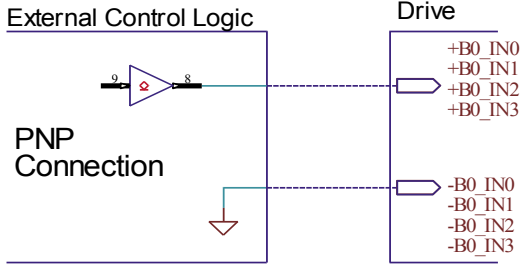 External Control Logic
Drive
9
8
+B0_IN0
+B0_IN1
+B0_IN2
+B0_IN3
PNP
Connection
-B0_IN0
-B0_IN1
-B0_IN2
-B0_IN3